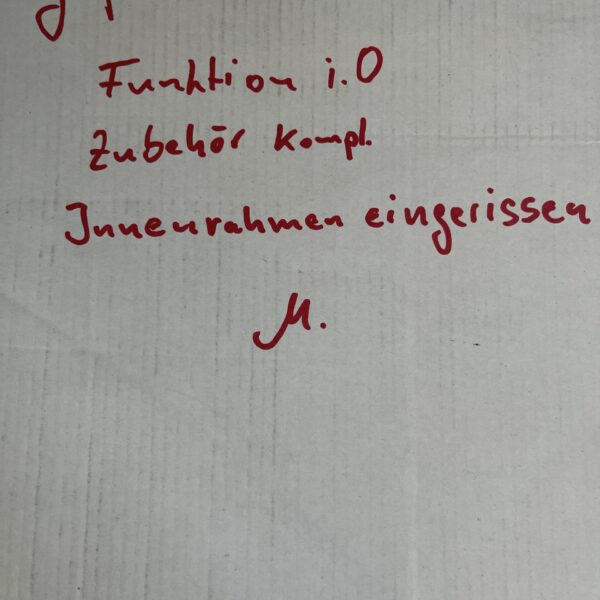 Funktion i.O
Zubehör kompl.
Innenrahmen eingerissen
M.